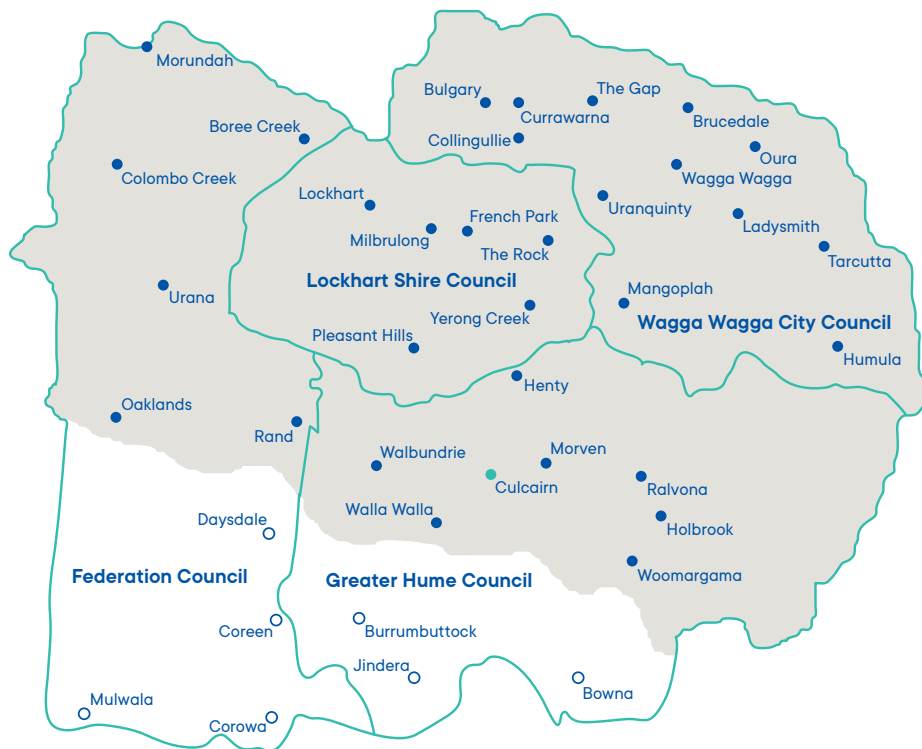 Morundah
Bulgary
The Gap
Currawarna
Brucedale
Boree Creek
Collingullie
Oura
Colombo Creek
Wagga Wagga
Lockhart
Uranquinty
French Park
Ladysmith
Milbrulong
The Rock
Tarcutta
Lockhart Shire Council
Urana
Mangoplah
Yerong Creek
Wagga Wagga City Council
Pleasant Hills
Humula
Henty
Oaklands
Rand
Walbundrie
Morven
Culcairn
Ralvona
Walla Walla
Holbrook
Daysdale
Woomargama
Federation Council
Greater Hume Council
Coreen
Burrumbuttock
Jindera
Bowna
Mulwala
Corowa